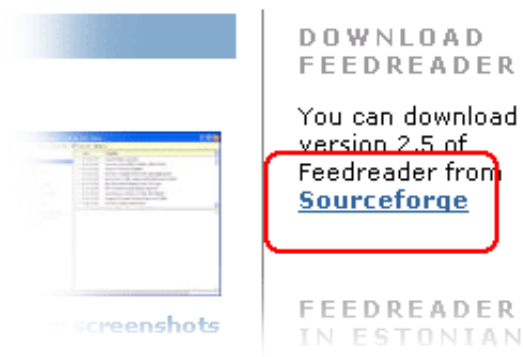 DOWNLOAD
FEEDREADER
You can download
version 2.5 of
Feedreader from
Sourceforge
screenshots
FEEDREADER
IN ESTONIAN